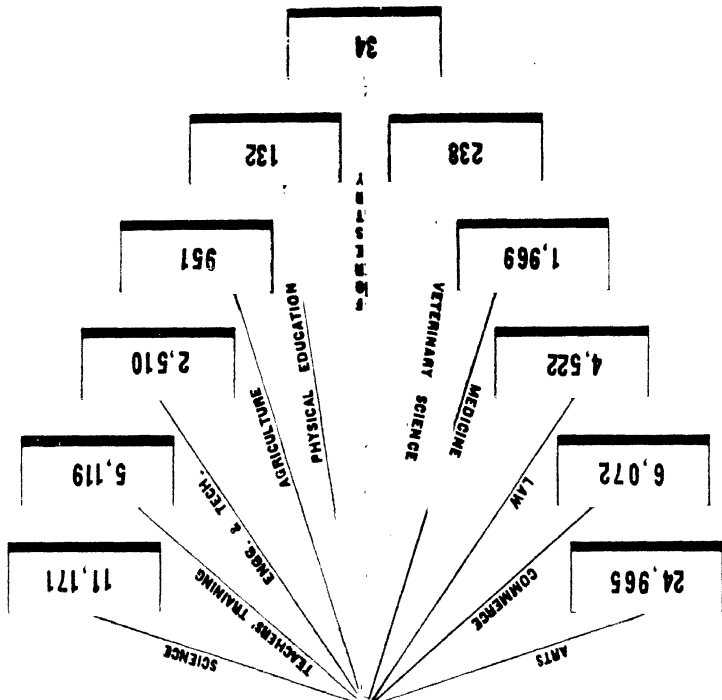 34
132
238
FORESTRY
951
1,969
PHYSICAL EDUCATION
VETERINARY SCIENCE
2,510
4,522
AGRICULTURE
MEDICINE
5,119
6,072
ENGG. & TECH.
LAW
11,171
24,965
TEACHERS' TRAINING
COMMERCE
SCIENCE
ARTS